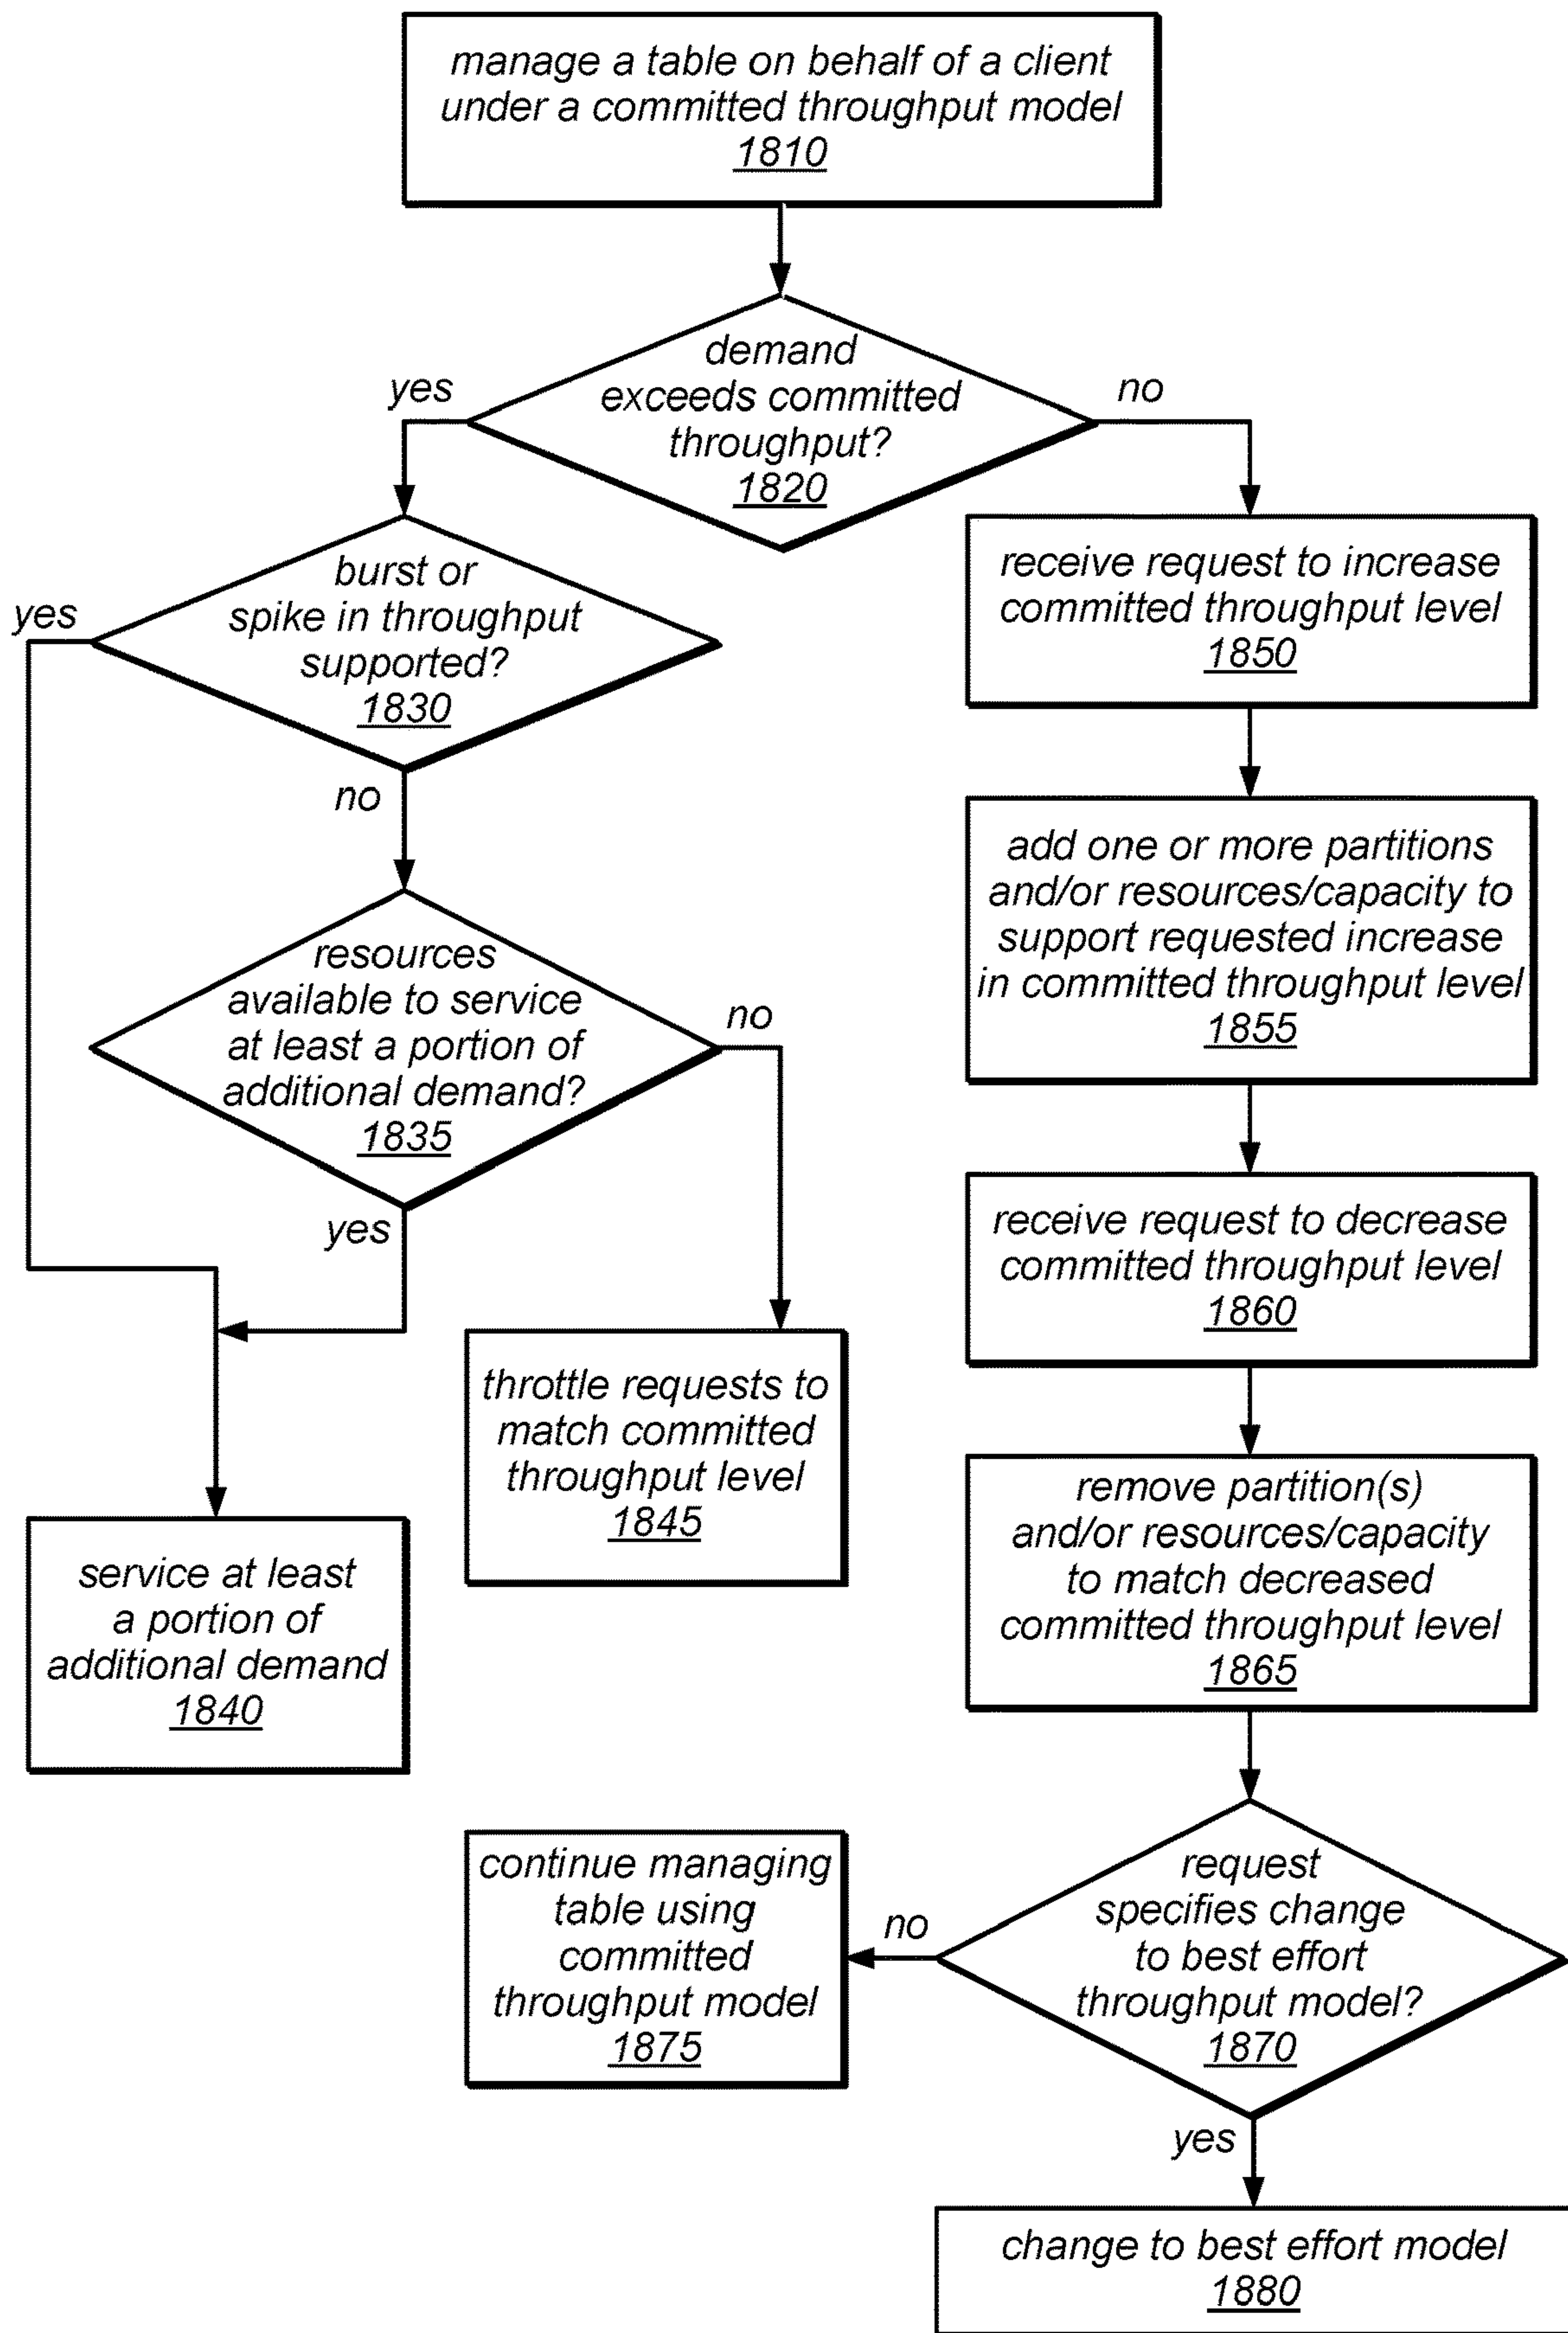 manage a table on behalf of a client
under a committed throughput model
1810
demand
exceeds committed
throughput?
1820
yes
no
burst or
spike in throughput
supported?
1830
yes
no
resources
available to service
at least a portion of
additional demand?
1835
no
yes
throttle requests to
match committed
throughput level
1845
service at least
a portion of
additional demand
1840
receive request to increase
committed throughput level
1850
add one or more partitions
and/or resources/capacity to
support requested increase
in committed throughput level
1855
receive request to decrease
committed throughput level
1860
remove partition(s)
and/or resources/capacity
to match decreased
committed throughput level
1865
request
specifies change
to best effort
throughput model?
1870
no
continue managing
table using
committed
throughput model
1875
yes
change to best effort model
1880